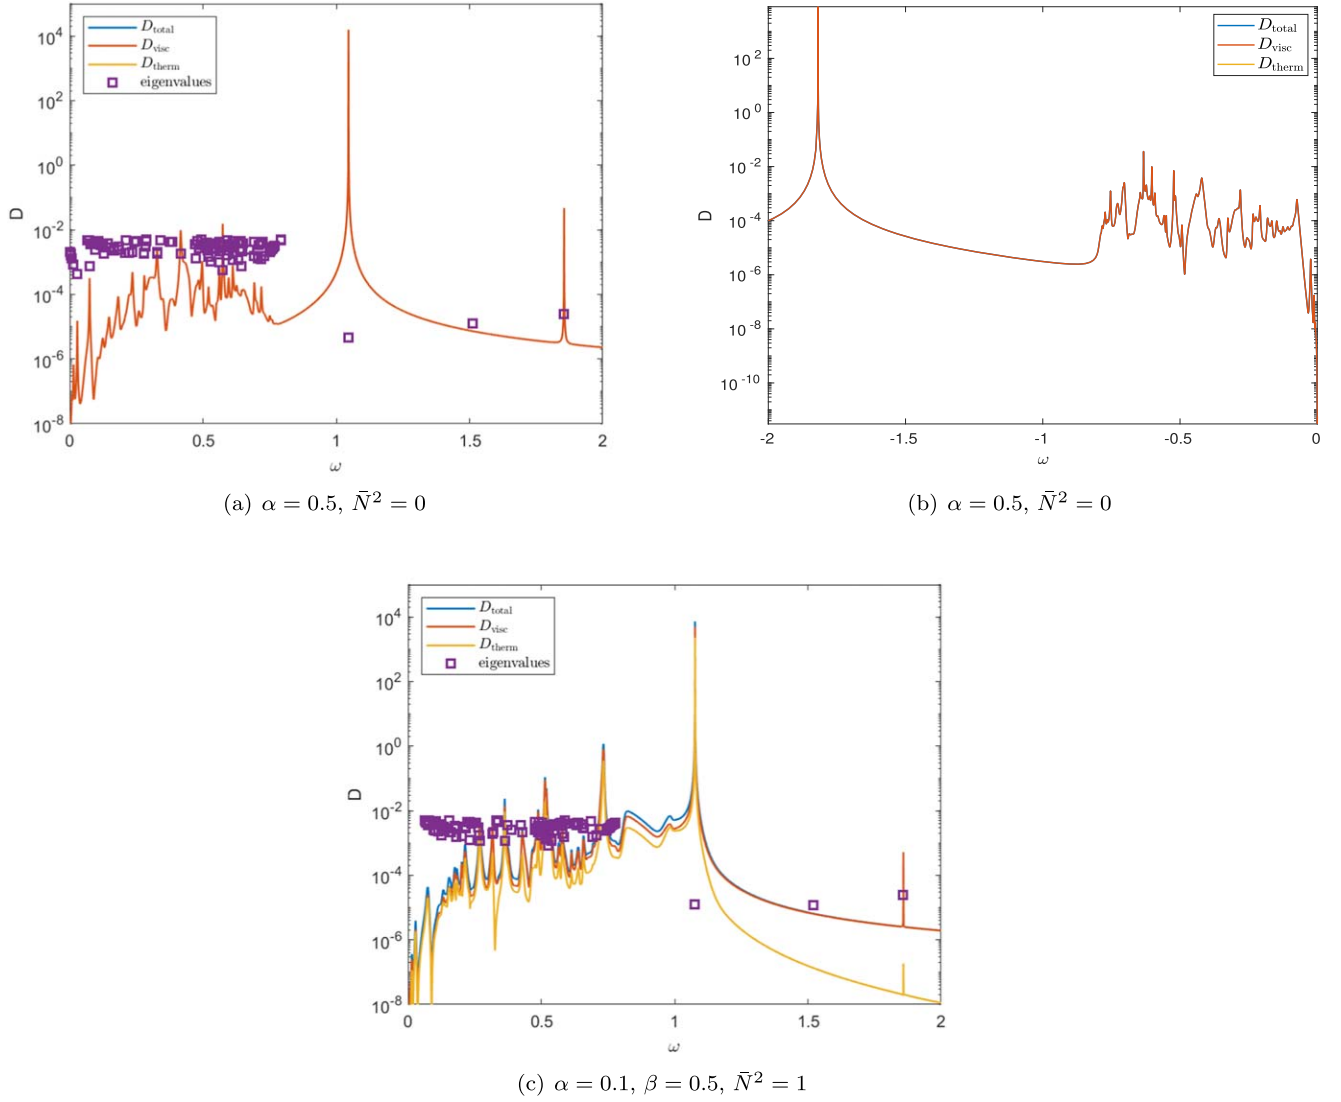 D_total
D_visc
D_therm
eigenvalues
10^4
10^2
10^0
10^-2
10^-4
10^-6
10^-8
D
0 0.5 1 1.5 2
ω
(a) α = 0.5, N̄² = 0
D_total
D_visc
D_therm
10^2
10^0
10^-2
10^-4
10^-6
10^-8
10^-10
D
-2 -1.5 -1 -0.5 0
ω
(b) α = 0.5, N̄² = 0
D_total
D_visc
D_therm
eigenvalues
10^4
10^2
10^0
10^-2
10^-4
10^-6
10^-8
D
0 0.5 1 1.5 2
ω
(c) α = 0.1, β = 0.5, N̄² = 1